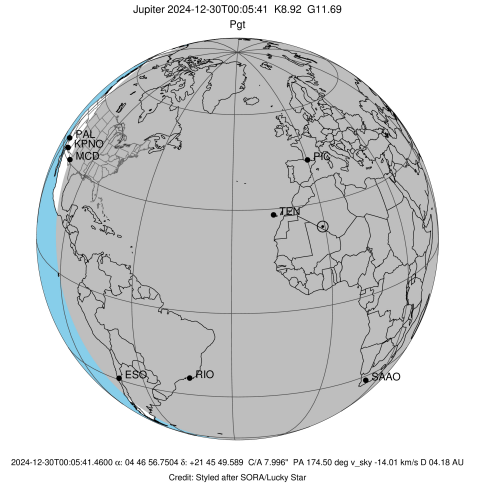 Jupiter 2024-12-30T00:05:41  K8.92  G11.69
Pgt
PAL
KPNO
MCD
PIC
TEN
ESO
RIO
SAAO
2024-12-30T00:05:41.4600 α: 04 46 56.7504 δ: +21 45 49.589  C/A 7.996"  PA 174.50 deg v_sky -14.01 km/s D 04.18 AU
Credit: Styled after SORA/Lucky Star